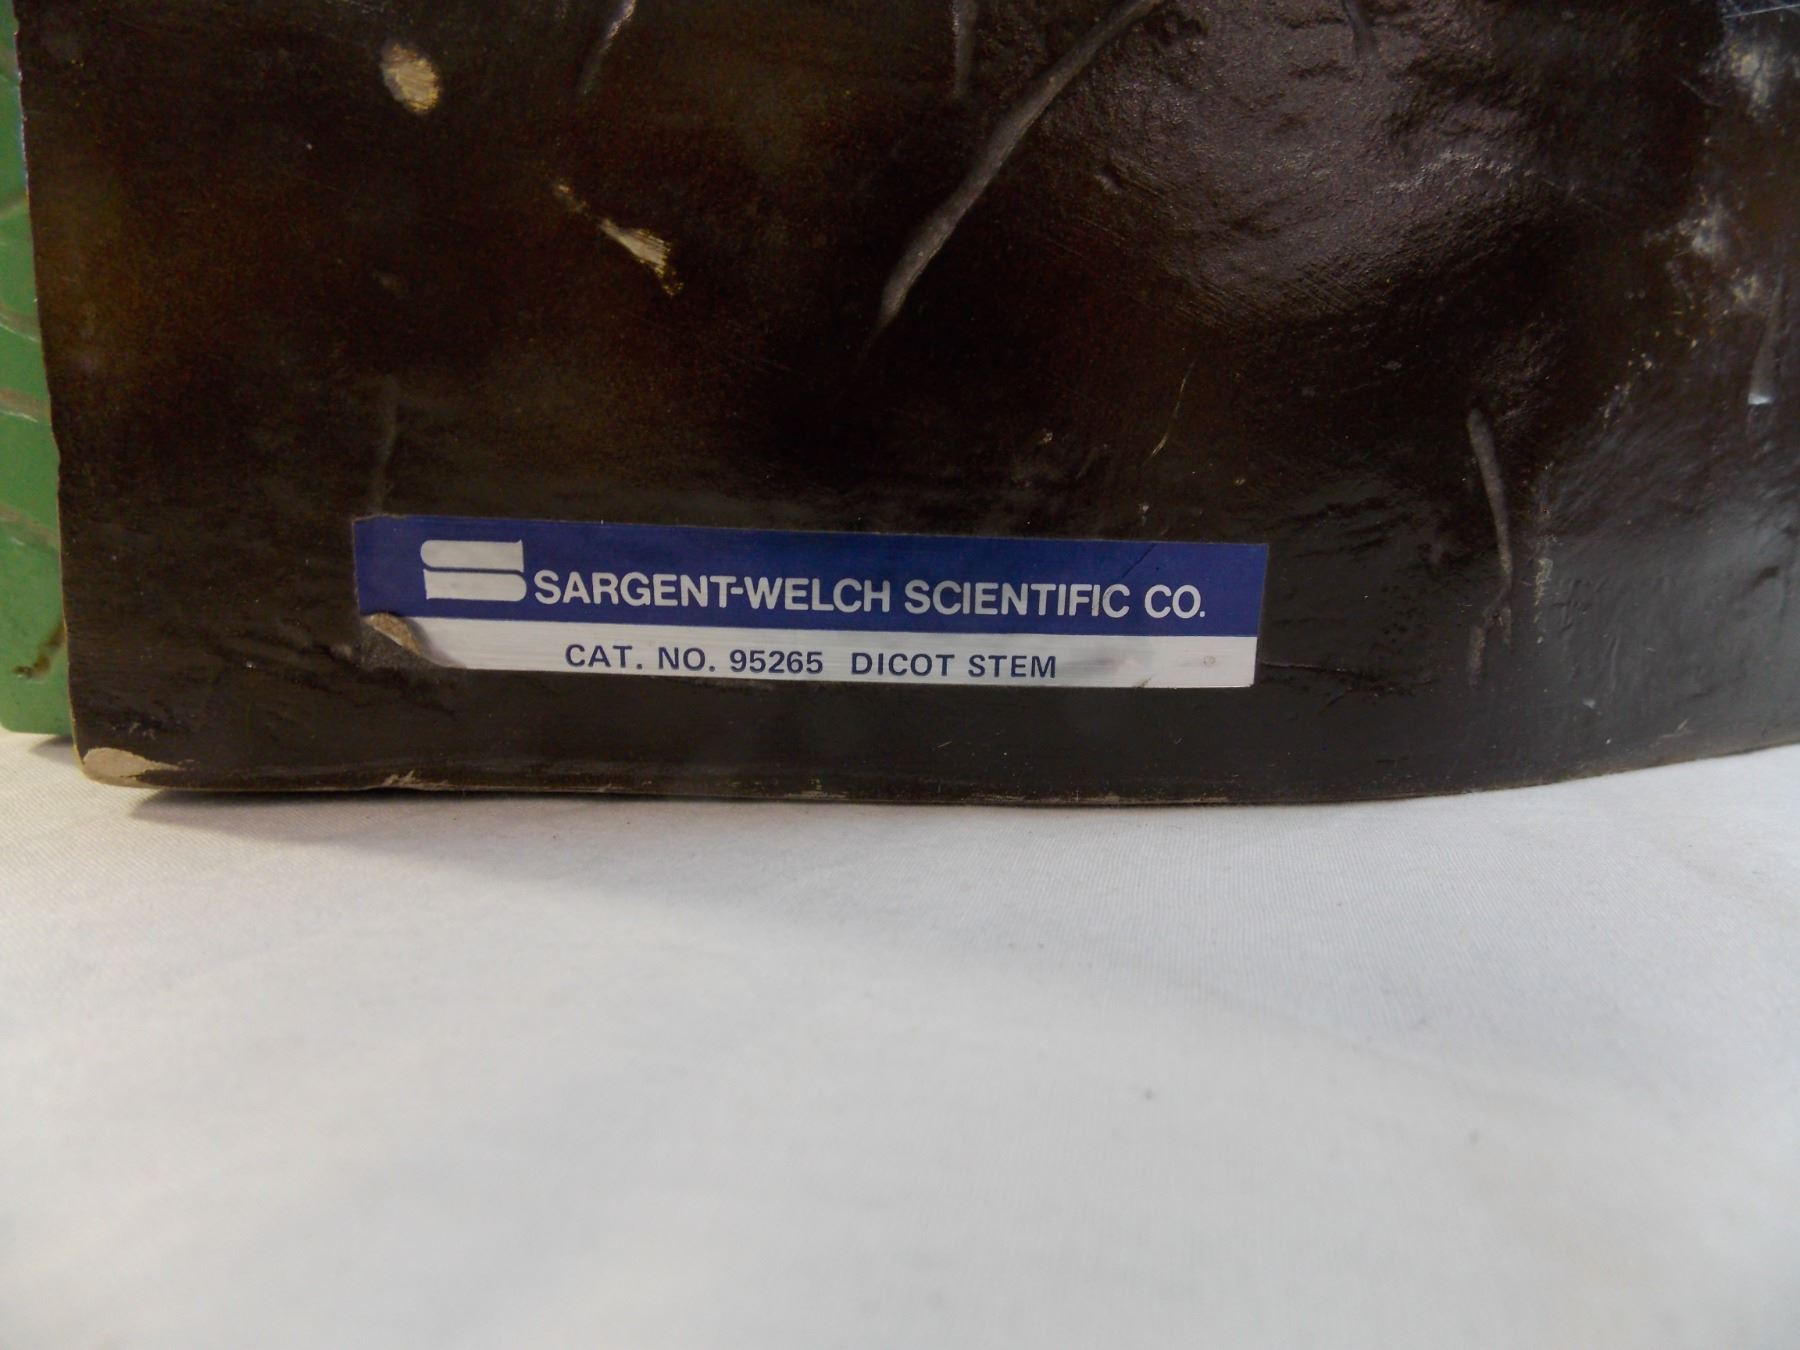 SARGENT-WELCH SCIENTIFIC CO.
CAT. NO. 95265 DICOT STEM